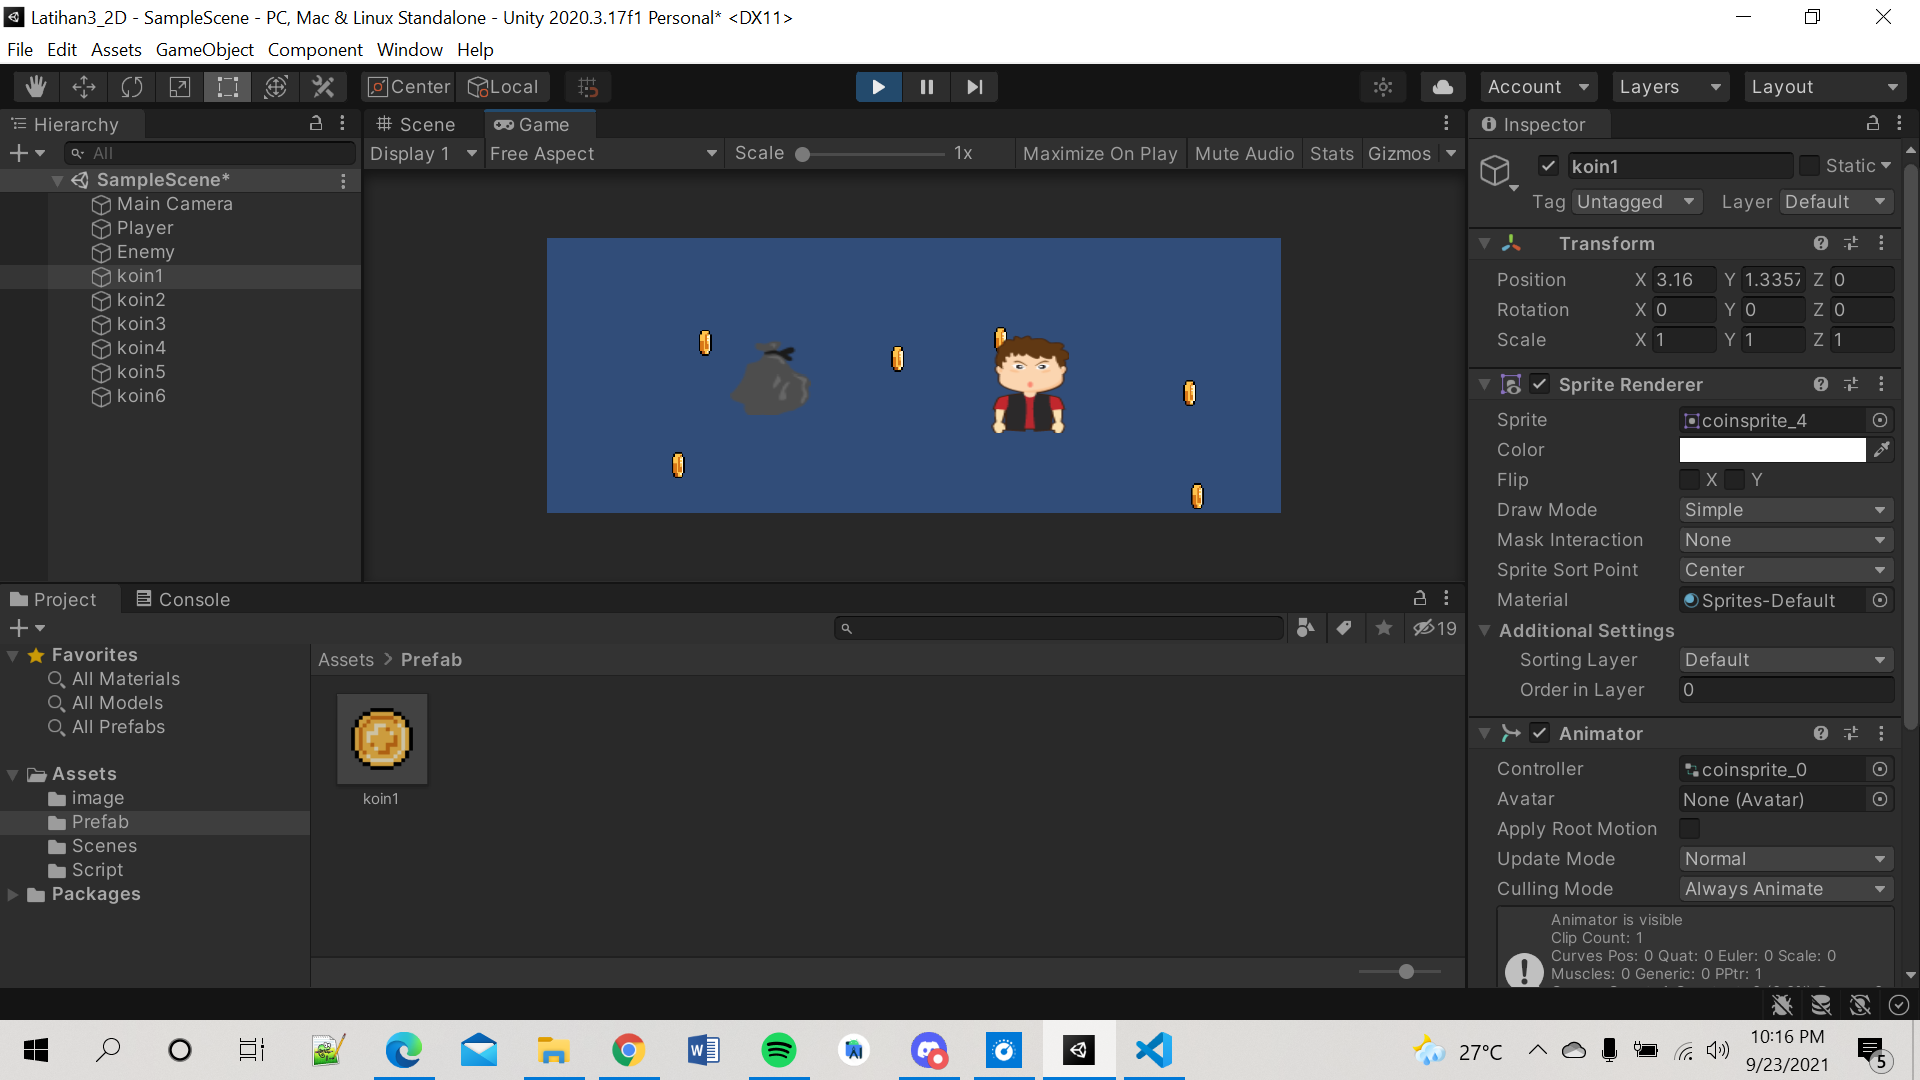 Latihan3_2D - SampleScene - PC, Mac & Linux Standalone - Unity 2020.3.17f1 Personal* <DX11>
File Edit Assets GameObject Component Window Help
Center Local Account Layers Layout
Hierarchy
All
SampleScene*
Main Camera
Player
Enemy
koin1
koin2
koin3
koin4
koin5
koin6
Scene Game
Display 1 Free Aspect Scale 1x Maximize On Play Mute Audio Stats Gizmos
Inspector
koin1 Static
Tag Untagged Layer Default
Transform
Position X 3.16 Y 1.3357 Z 0
Rotation X 0 Y 0 Z 0
Scale X 1 Y 1 Z 1
Sprite Renderer
Sprite coinsprite_4
Color
Flip X Y
Draw Mode Simple
Mask Interaction None
Sprite Sort Point Center
Material Sprites-Default
Additional Settings
Sorting Layer Default
Order in Layer 0
Animator
Controller coinsprite_0
Avatar None (Avatar)
Apply Root Motion
Update Mode Normal
Culling Mode Always Animate
Animator is visible
Clip Count: 1
Curves Pos: 0 Quat: 0 Euler: 0 Scale: 0
Muscles: 0 Generic: 0 PPtr: 1
Project Console
19
Favorites
All Materials
All Models
All Prefabs
Assets
image
Prefab
Scenes
Script
Packages
Assets > Prefab
koin1
27°C
10:16 PM
9/23/2021
5